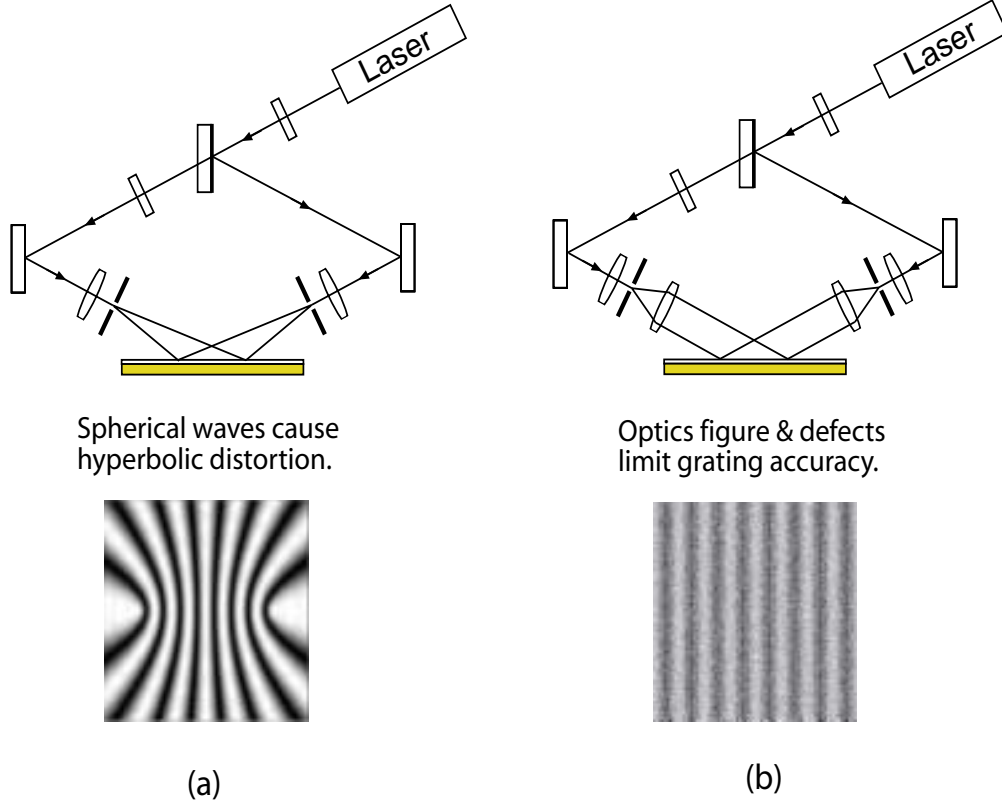 Laser
Laser
Spherical waves cause
hyperbolic distortion.
Optics figure & defects
limit grating accuracy.
(a)
(b)